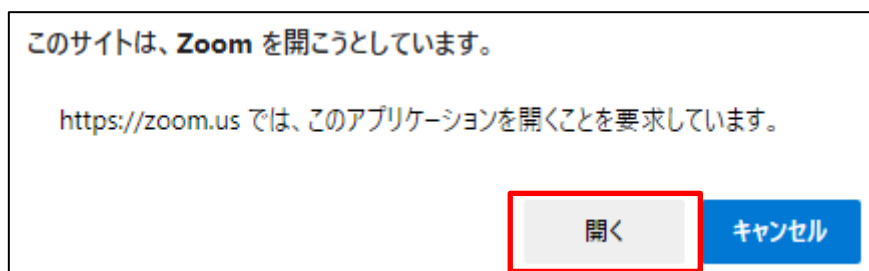 このサイトは、Zoom を開こうとしています。
https://zoom.us では、このアプリケーションを開くことを要求しています。
開く キャンセル